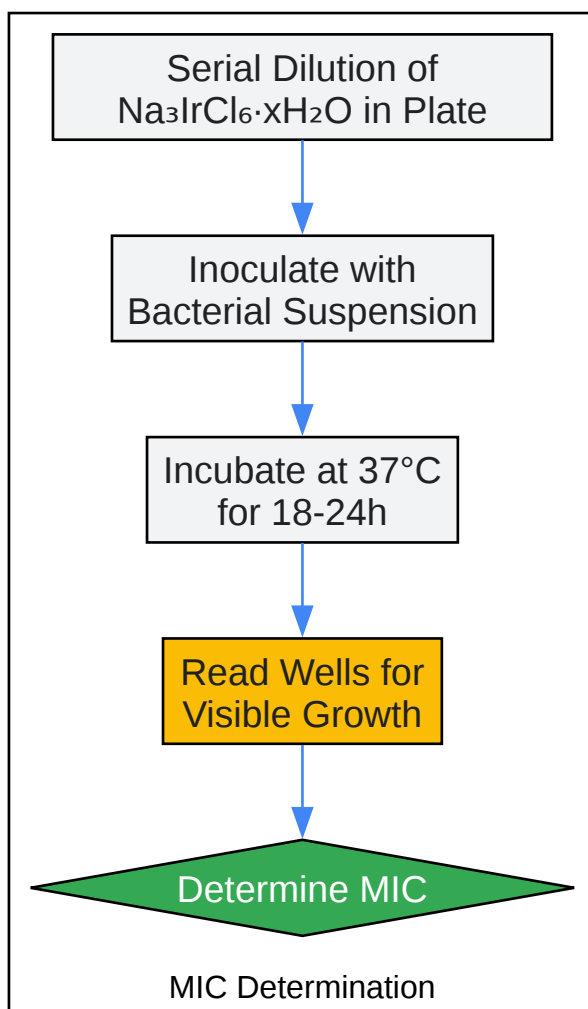 Serial Dilution of
Na₃IrCl₆·xH₂O in Plate
Inoculate with
Bacterial Suspension
Incubate at 37°C
for 18-24h
Read Wells for
Visible Growth
Determine MIC
MIC Determination